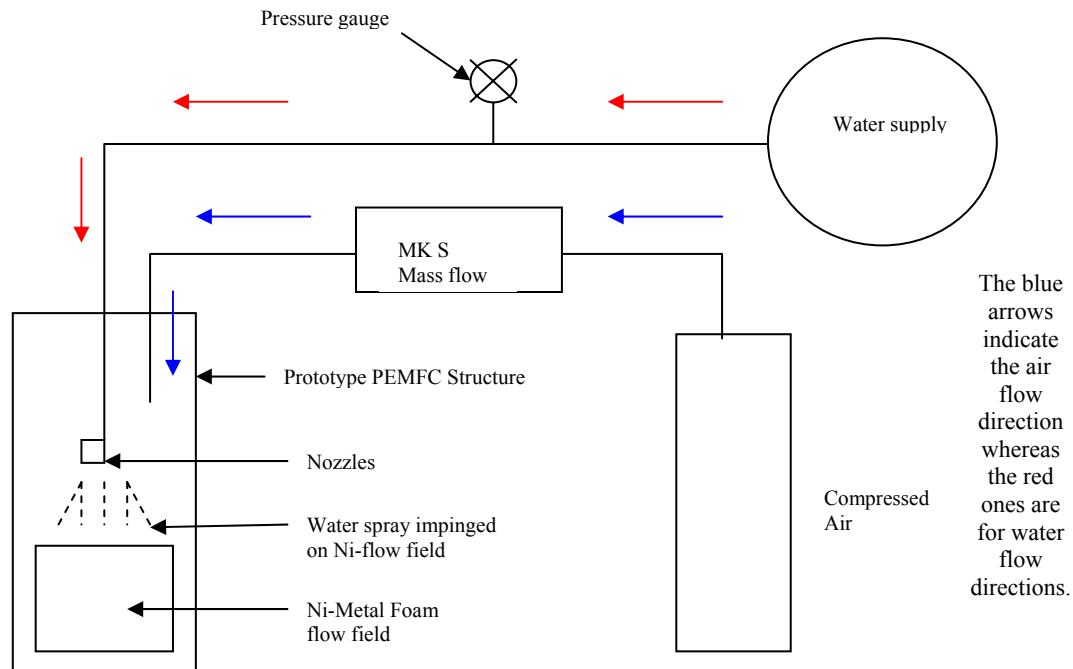 Pressure gauge
Water supply
MK S
Mass flow
The blue
arrows
indicate
the air
flow
direction
whereas
the red
ones are
for water
flow
directions.
Prototype PEMFC Structure
Nozzles
Compressed
Air
Water spray impinged
on Ni-flow field
Ni-Metal Foam
flow field